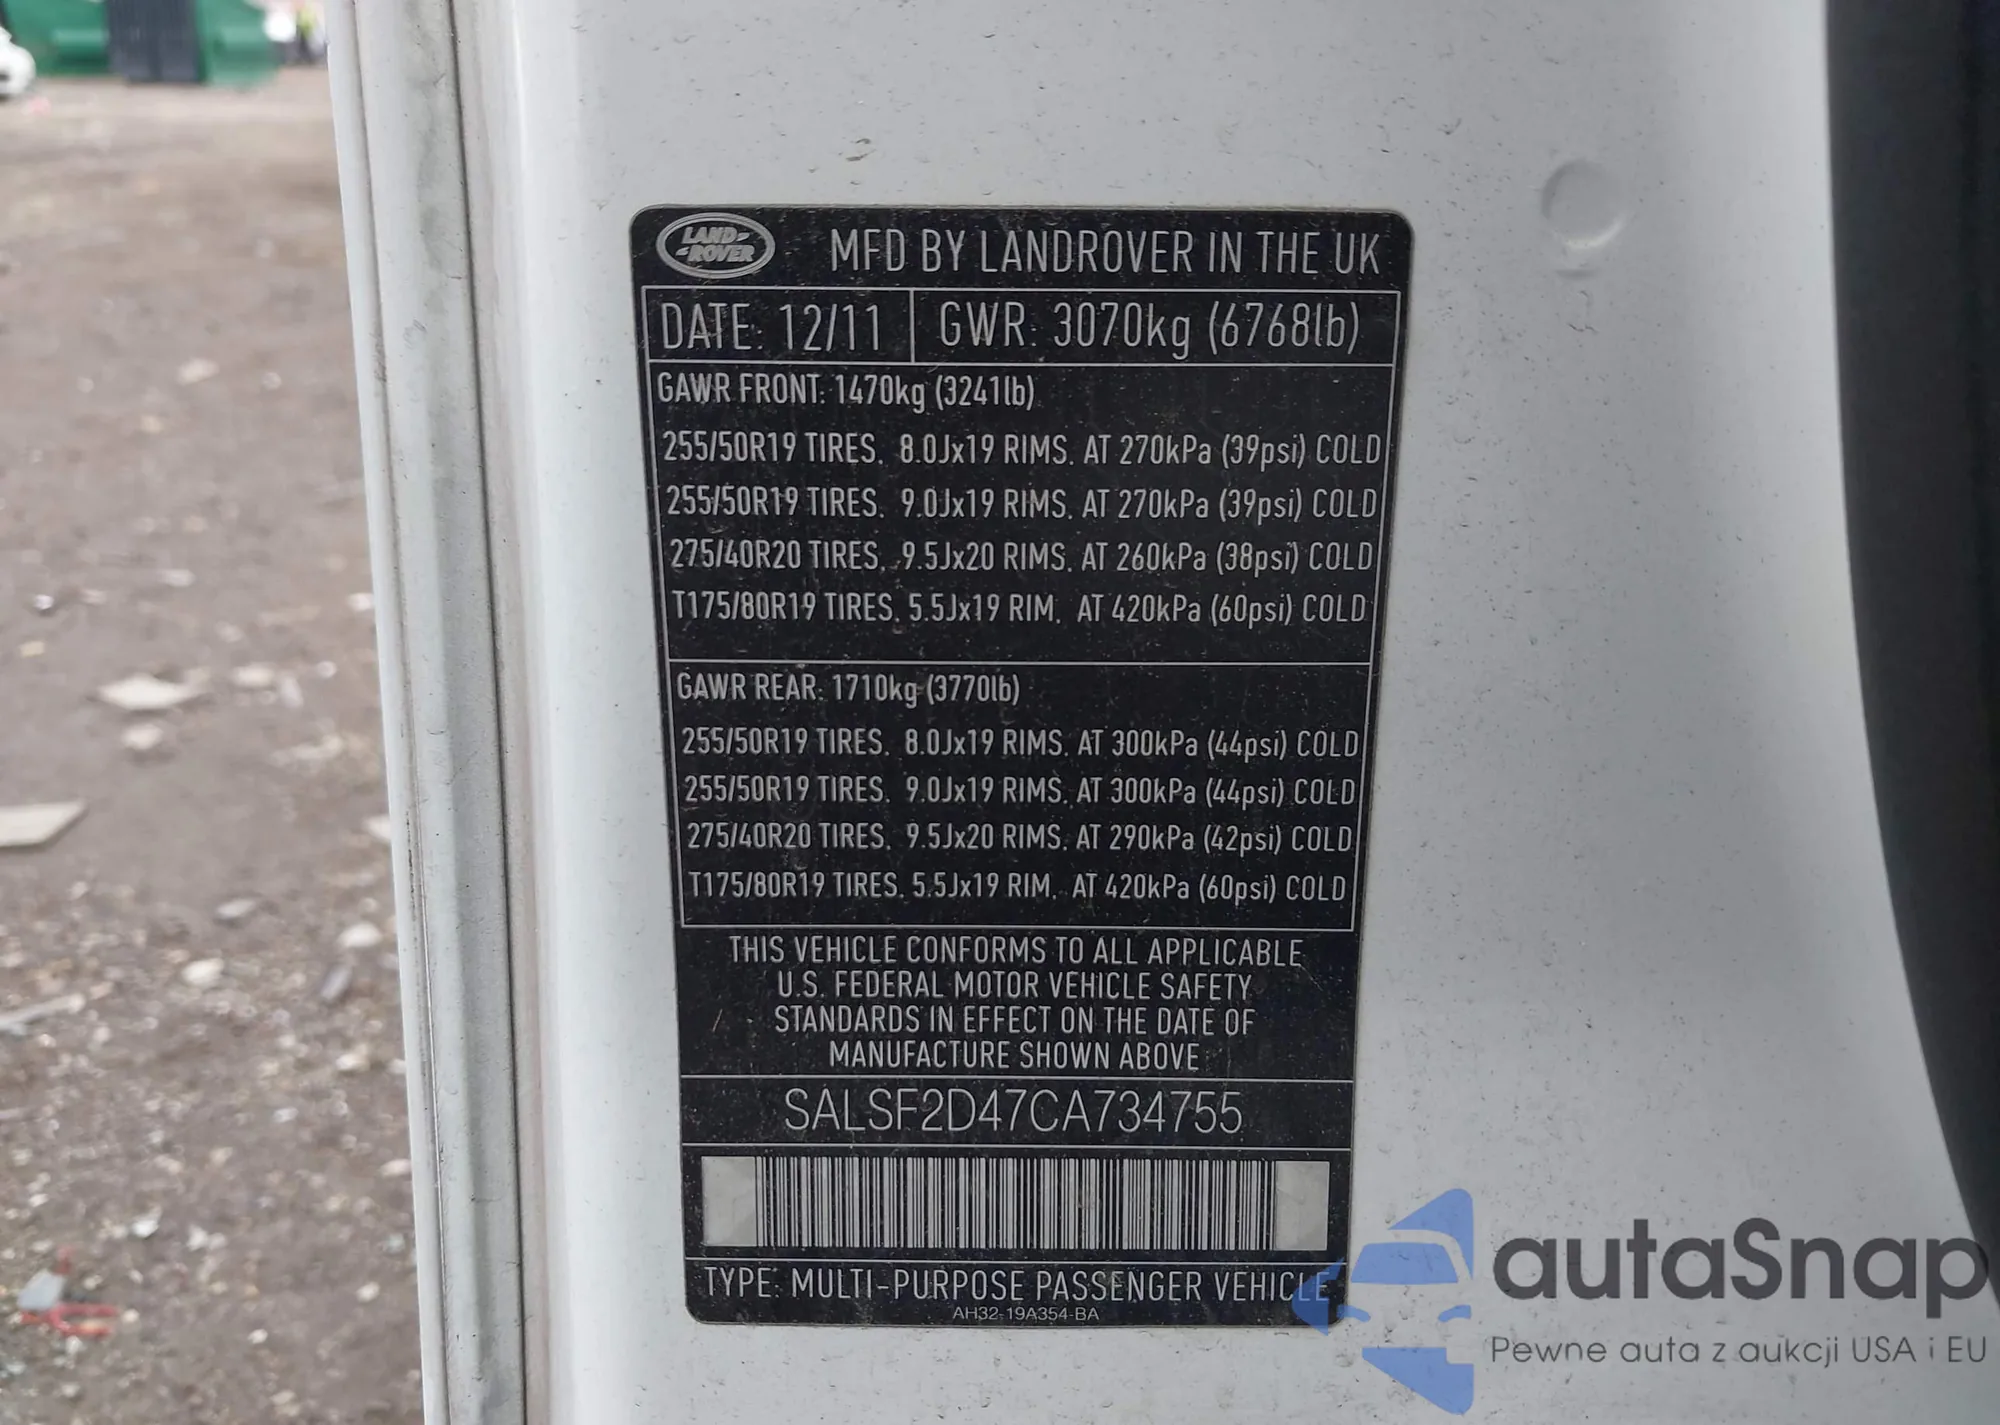 LAND-
-ROVER
MFD BY LANDROVER IN THE UK
DATE: 12/11 GWR: 3070kg (6768lb)
GAWR FRONT: 1470kg (3241lb)
255/50R19 TIRES, 8.0Jx19 RIMS, AT 270kPa (39psi) COLD
255/50R19 TIRES, 9.0Jx19 RIMS, AT 270kPa (39psi) COLD
275/40R20 TIRES, 9.5Jx20 RIMS, AT 260kPa (38psi) COLD
T175/80R19 TIRES, 5.5Jx19 RIM, AT 420kPa (60psi) COLD
GAWR REAR: 1710kg (3770lb)
255/50R19 TIRES, 8.0Jx19 RIMS, AT 300kPa (44psi) COLD
255/50R19 TIRES, 9.0Jx19 RIMS, AT 300kPa (44psi) COLD
275/40R20 TIRES, 9.5Jx20 RIMS, AT 290kPa (42psi) COLD
T175/80R19 TIRES, 5.5Jx19 RIM, AT 420kPa (60psi) COLD
THIS VEHICLE CONFORMS TO ALL APPLICABLE
U.S. FEDERAL MOTOR VEHICLE SAFETY
STANDARDS IN EFFECT ON THE DATE OF
MANUFACTURE SHOWN ABOVE
SALSF2D47CA734755
TYPE: MULTI-PURPOSE PASSENGER VEHICLE
AH32-19A354-BA
autaSnap
Pewne auta z aukcji USA i EU